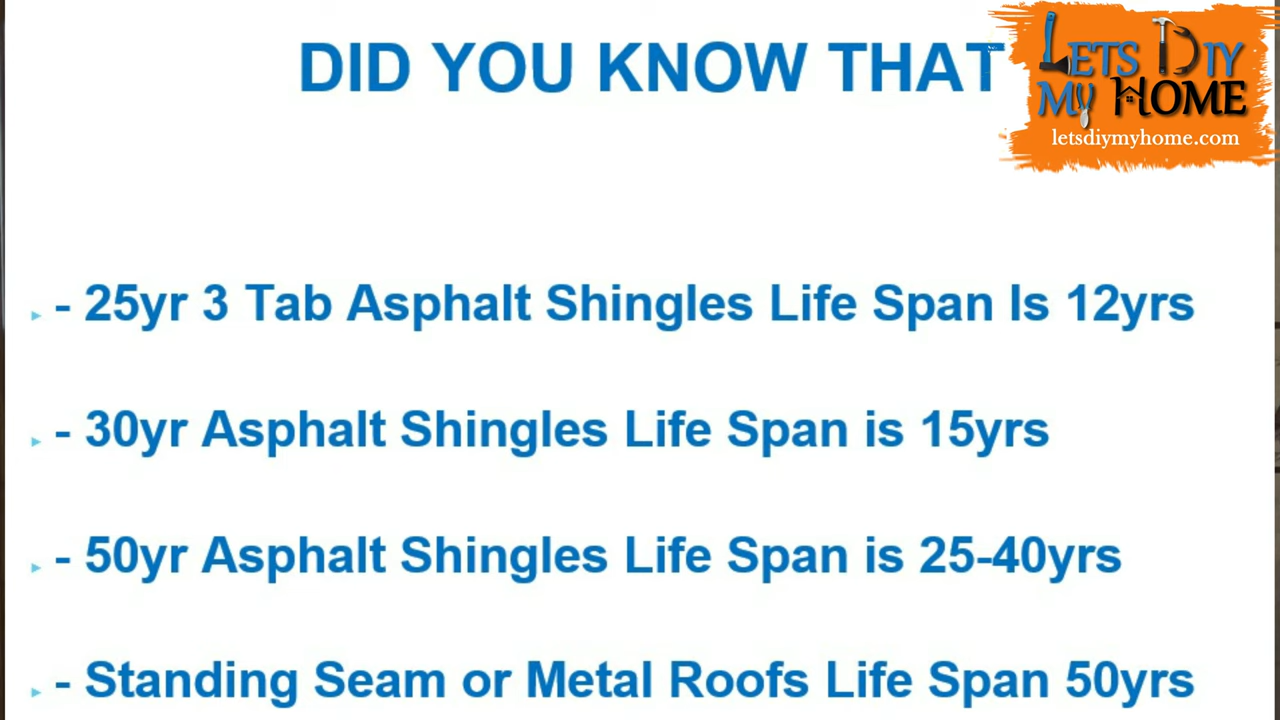 DID YOU KNOW THAT
LETS DIY
MY HOME
letsdiymyhome.com
- 25yr 3 Tab Asphalt Shingles Life Span Is 12yrs
- 30yr Asphalt Shingles Life Span is 15yrs
- 50yr Asphalt Shingles Life Span is 25-40yrs
- Standing Seam or Metal Roofs Life Span 50yrs